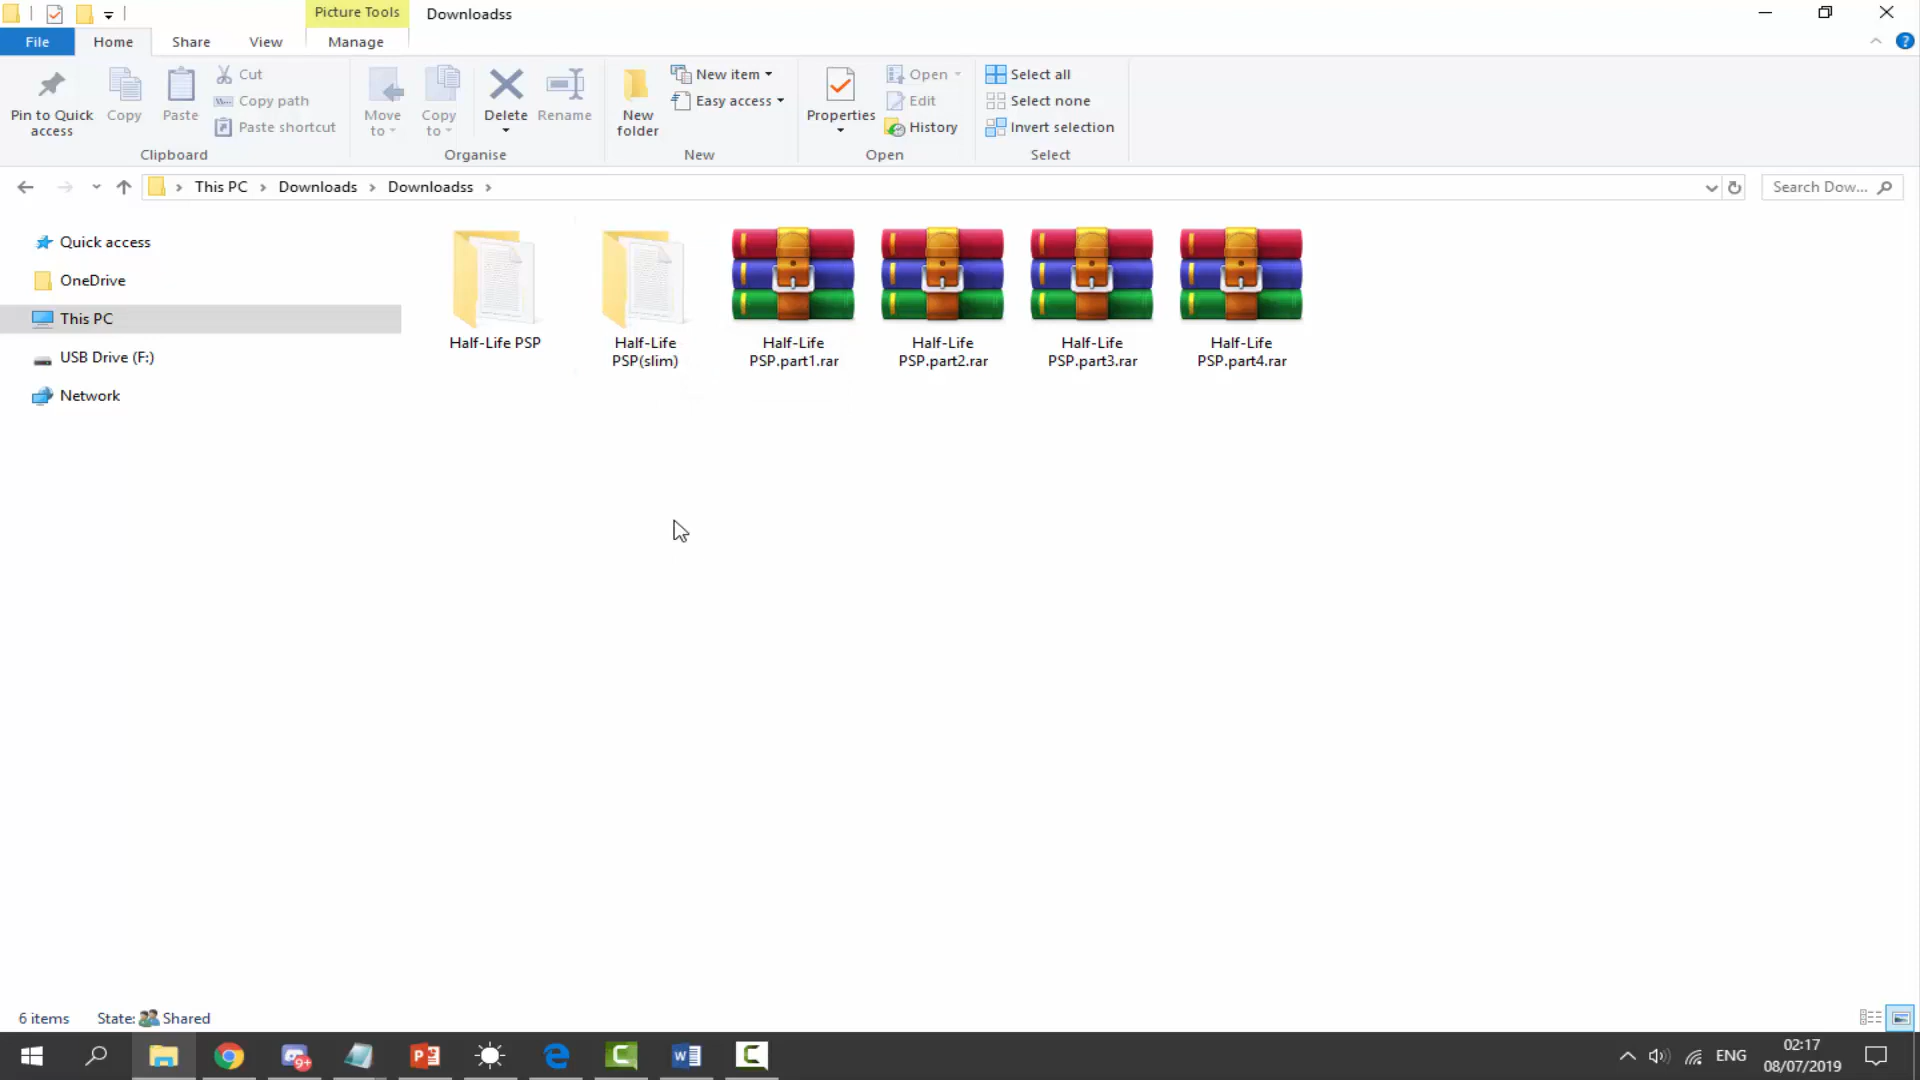 Picture Tools
Downloadss
File
Home
Share
View
Manage
Pin to Quick
access
Copy
Paste
Cut
Copy path
Paste shortcut
Clipboard
Move
to
Copy
to
Delete
Rename
Organise
New
folder
New item
Easy access
New
Properties
Open
Edit
History
Open
Select all
Select none
Invert selection
Select
This PC
Downloads
Downloadss
Search Dow...
Quick access
OneDrive
This PC
USB Drive (F:)
Network
Half-Life PSP
Half-Life
PSP(slim)
Half-Life
PSP.part1.rar
Half-Life
PSP.part2.rar
Half-Life
PSP.part3.rar
Half-Life
PSP.part4.rar
6 items
State: Shared
9+
ENG
02:17
08/07/2019